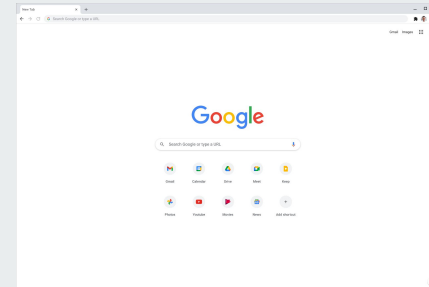 New Tab
Search Google or type a URL
Gmail Images
Google
Search Google or type a URL
Gmail Calendar Drive Meet Keep
Photos Youtube Movies News Add shortcut